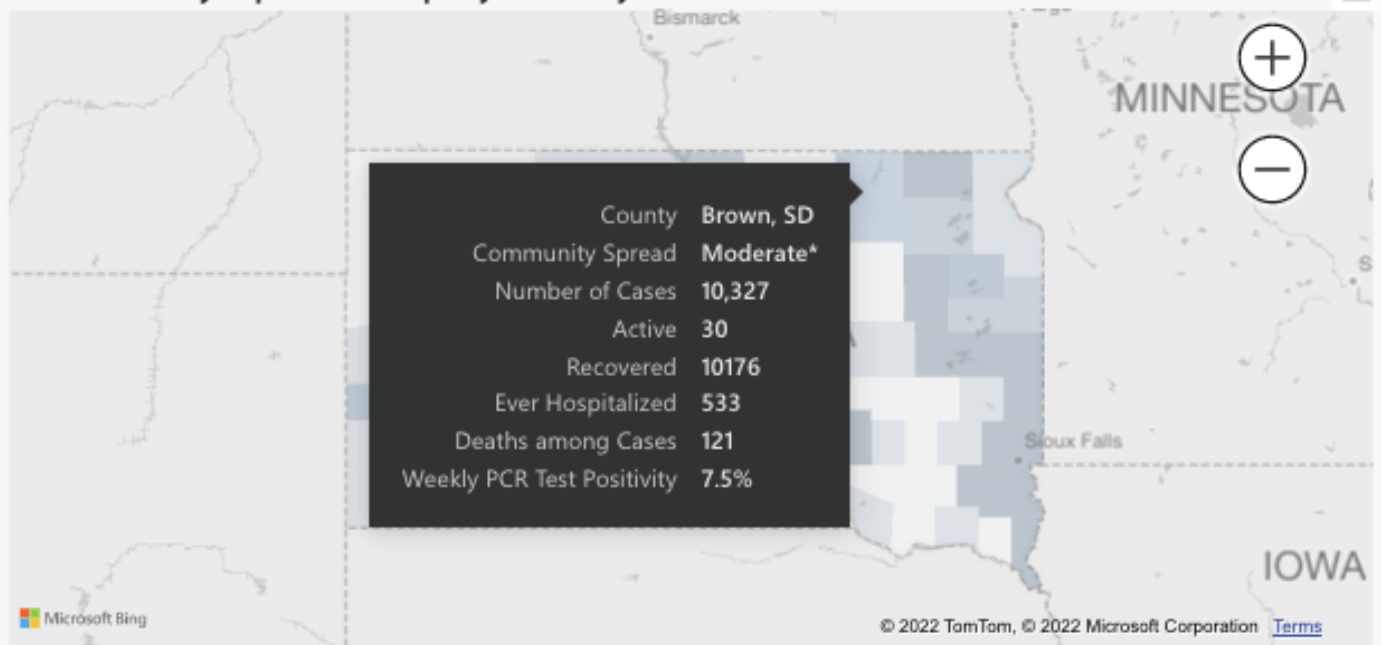 Bismarck
MINNESOTA
County Brown, SD
Community Spread Moderate*
Number of Cases 10,327
Active 30
Recovered 10176
Ever Hospitalized 533
Deaths among Cases 121
Weekly PCR Test Positivity 7.5%
Sioux Falls
IOWA
Microsoft Bing
© 2022 TomTom, © 2022 Microsoft Corporation Terms